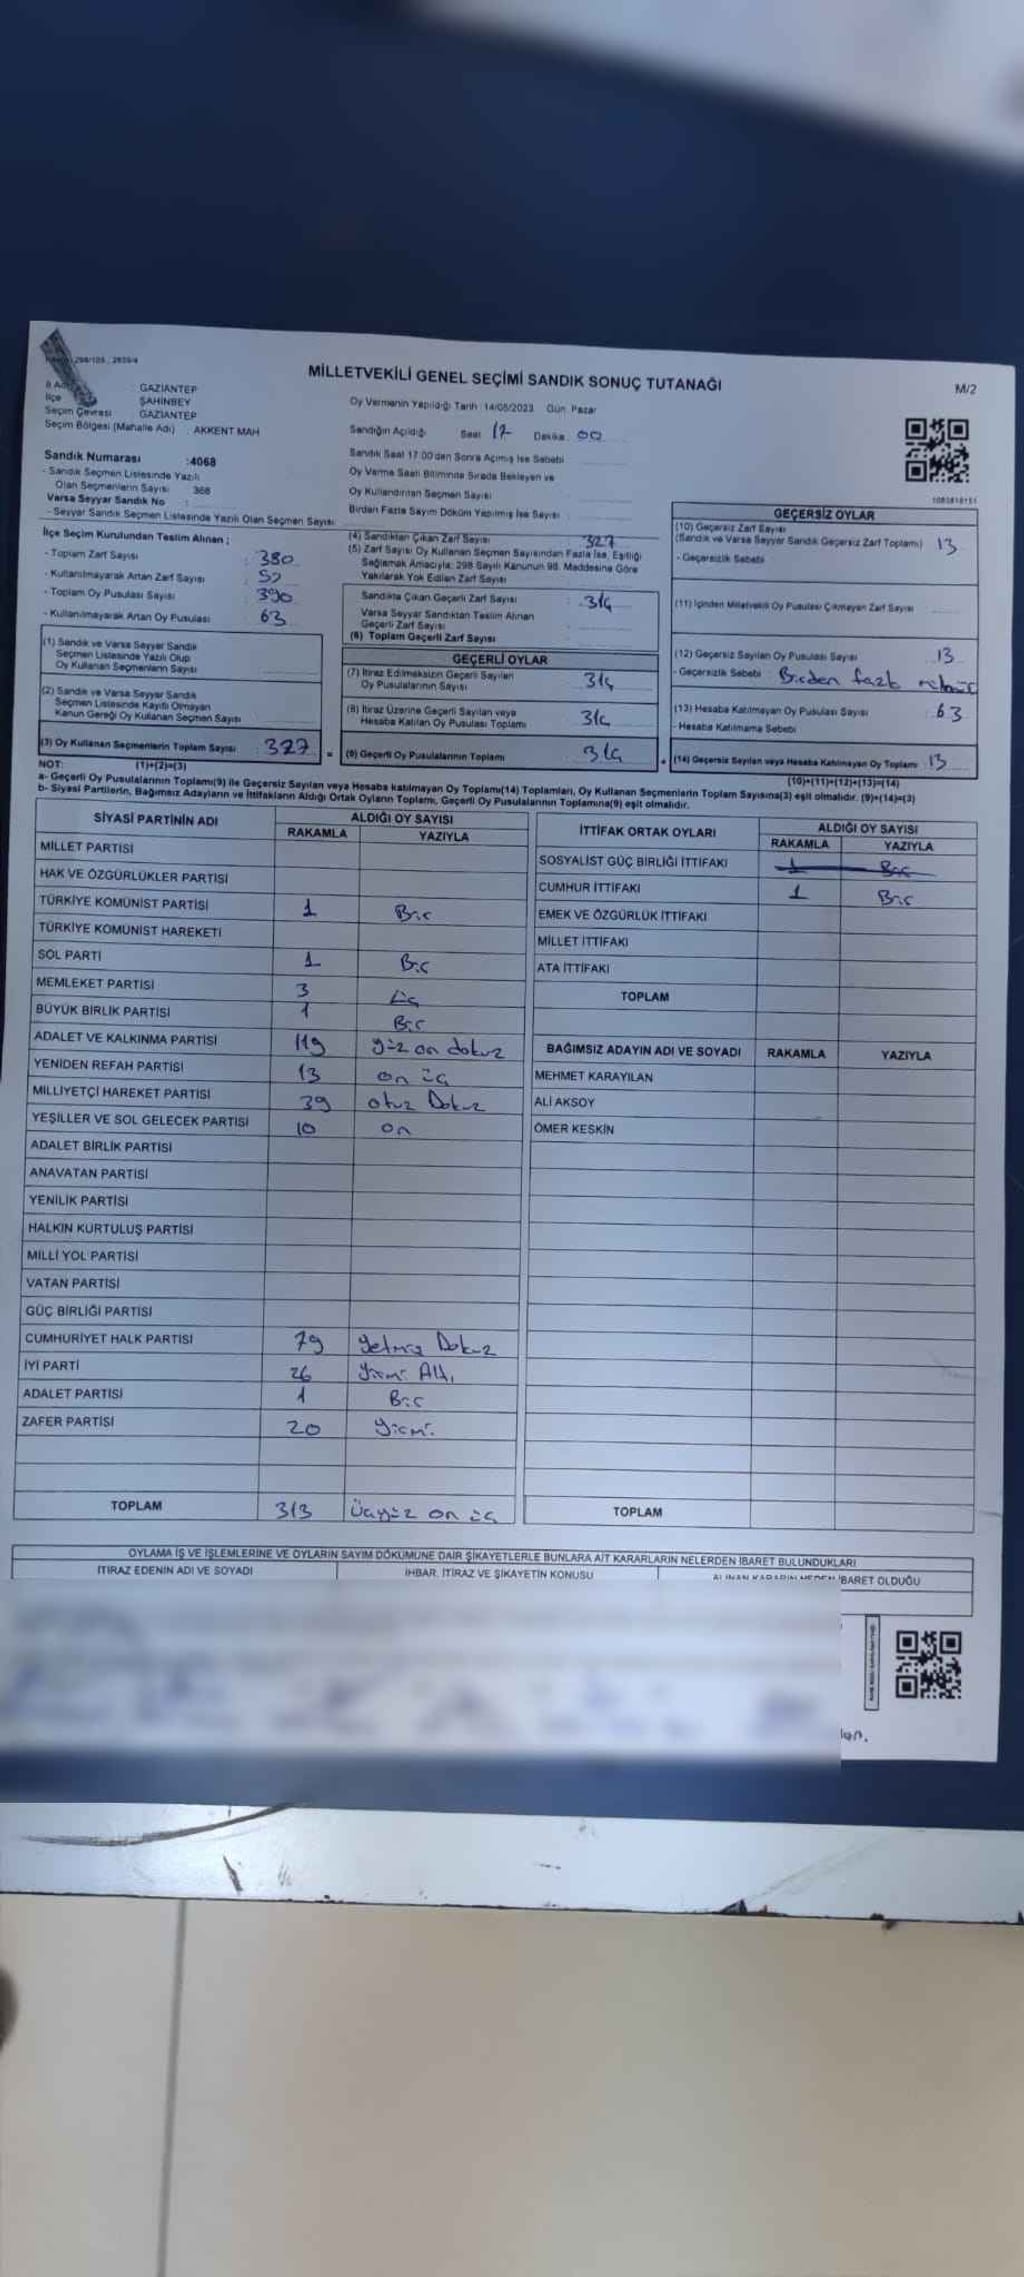 298/105, 2839/4
MİLLETVEKİLİ GENEL SEÇİMİ SANDIK SONUÇ TUTANAĞI
M/2
GAZİANTEP
İlçe ŞAHİNBEY
Seçim Çevresi GAZİANTEP
Seçim Bölgesi (Mahalle Adı) : AKKENT MAH
Oy Vermenin Yapıldığı Tarih 14/05/2023 Gün Pazar
Sandığın Açıldığı Saat 17 Dakika 00
Sandık Saat 17:00'den Sonra Açılmış İse Sebebi
Oy Verme Saati Bitiminde Sırada Bekleyen ve
Oy Kullandırılan Seçmen Sayısı
Birden Fazla Sayım Döküm Yapılmış İse Sayısı
Sandık Numarası :4068
- Sandık Seçmen Listesinde Yazılı
Olan Seçmenlerin Sayısı 368
Varsa Seyyar Sandık No :
- Seyyar Sandık Seçmen Listesinde Yazılı Olan Seçmen Sayısı
İlçe Seçim Kurulundan Teslim Alınan ;
- Toplam Zarf Sayısı : 380
- Kullanılmayarak Artan Zarf Sayısı
- Toplam Oy Pusulası Sayısı : 390
- Kullanılmayarak Artan Oy Pusulası : 63
(1) Sandık ve Varsa Seyyar Sandık
Seçmen Listesinde Yazılı Olup
Oy Kullanan Seçmenlerin Sayısı
(2) Sandık ve Varsa Seyyar Sandık
Seçmen Listesinde Kayıtlı Olmayan
Kanun Gereği Oy Kullanan Seçmen Sayısı
(3) Oy Kullanan Seçmenlerin Toplam Sayısı : 327
(1)+(2)=(3)
(4) Sandıktan Çıkan Zarf Sayısı : 327
(5) Zarf Sayısı Oy Kullanan Seçmen Sayısından Fazla İse, Eşitliği
Sağlamak Amacıyla; 298 Sayılı Kanunun 98. Maddesine Göre
Yakılarak Yok Edilen Zarf Sayısı
Sandıkta Çıkan Geçerli Zarf Sayısı : 314
Varsa Seyyar Sandıktan Teslim Alınan
Geçerli Zarf Sayısı
(6) Toplam Geçerli Zarf Sayısı
GEÇERLİ OYLAR
(7) İtiraz Edilmeksizin Geçerli Sayılan
Oy Pusulalarının Sayısı 314
(8) İtiraz Üzerine Geçerli Sayılan veya
Hesaba Katılan Oy Pusulası Toplamı 314
= (9) Geçerli Oy Pusulalarının Toplamı 314
1083818151
GEÇERSİZ OYLAR
(10) Geçersiz Zarf Sayısı
(Sandık ve Varsa Seyyar Sandık Geçersiz Zarf Toplamı) 13
- Geçersizlik Sebebi
(11) İçinden Milletvekili Oy Pusulası Çıkmayan Zarf Sayısı
(12) Geçersiz Sayılan Oy Pusulası Sayısı 13
- Geçersizlik Sebebi Birden fazla
(13) Hesaba Katılmayan Oy Pusulası Sayısı : 63
- Hesaba Katılmama Sebebi
+ (14) Geçersiz Sayılan veya Hesaba Katılmayan Oy Toplamı 13
(10)+(11)+(12)+(13)=(14)
NOT:
a- Geçerli Oy Pusulalarının Toplamı(9) ile Geçersiz Sayılan veya Hesaba katılmayan Oy Toplamı(14) Toplamları, Oy Kullanan Seçmenlerin Toplam Sayısına(3) eşit olmalıdır. (9)+(14)=(3)
b- Siyasi Partilerin, Bağımsız Adayların ve İttifakların Aldığı Ortak Oyların Toplamı, Geçerli Oy Pusulalarının Toplamına(9) eşit olmalıdır.
SİYASİ PARTİNİN ADI ALDIĞI OY SAYISI
RAKAMLA YAZIYLA
MİLLET PARTİSİ
HAK VE ÖZGÜRLÜKLER PARTİSİ
TÜRKİYE KOMÜNİST PARTİSİ 1 Bir
TÜRKİYE KOMÜNİST HAREKETİ
SOL PARTİ 1 Bir
MEMLEKET PARTİSİ 3 üç
BÜYÜK BİRLİK PARTİSİ 1 Bir
ADALET VE KALKINMA PARTİSİ 119 yüz on dokuz
YENİDEN REFAH PARTİSİ 13 on üç
MİLLİYETÇİ HAREKET PARTİSİ 39 otuz Dokuz
YEŞİLLER VE SOL GELECEK PARTİSİ 10 on
ADALET BİRLİK PARTİSİ
ANAVATAN PARTİSİ
YENİLİK PARTİSİ
HALKIN KURTULUŞ PARTİSİ
MİLLİ YOL PARTİSİ
VATAN PARTİSİ
GÜÇ BİRLİĞİ PARTİSİ
CUMHURİYET HALK PARTİSİ 79 yetmiş Dokuz
İYİ PARTİ 26 yirmi Altı
ADALET PARTİSİ 1 Bir
ZAFER PARTİSİ 20 yirmi
TOPLAM 313 Üçyüz on üç
İTTİFAK ORTAK OYLARI ALDIĞI OY SAYISI
RAKAMLA YAZIYLA
SOSYALİST GÜÇ BİRLİĞİ İTTİFAKI 1 Bir
CUMHUR İTTİFAKI 1 Bir
EMEK VE ÖZGÜRLÜK İTTİFAKI
MİLLET İTTİFAKI
ATA İTTİFAKI
TOPLAM
BAĞIMSIZ ADAYIN ADI VE SOYADI RAKAMLA YAZIYLA
MEHMET KARAYILAN
ALİ AKSOY
ÖMER KESKİN
TOPLAM
OYLAMA İŞ VE İŞLEMLERİNE VE OYLARIN SAYIM DÖKÜMÜNE DAİR ŞİKAYETLERLE BUNLARA AİT KARARLARIN NELERDEN İBARET BULUNDUKLARI
İTİRAZ EDENİN ADI VE SOYADI İHBAR, İTİRAZ VE ŞİKAYETİN KONUSU ALINAN KARARIN NEDEN İBARET OLDUĞU